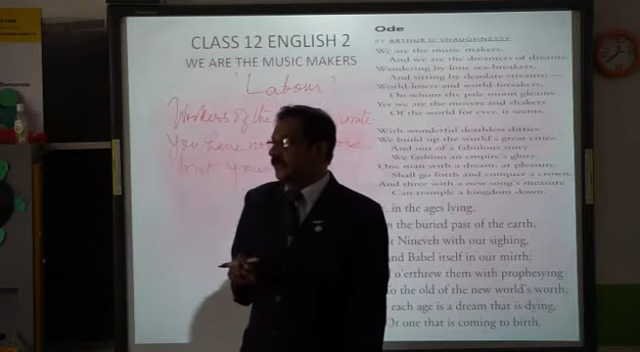 CLASS 12 ENGLISH 2
WE ARE THE MUSIC MAKERS
'Labour'
Workers of the unite
You have
but your
Ode
BY ARTHUR O'SHAUGHNESSY
We are the music makers,
And we are the dreamers of dreams,
Wandering by lone sea-breakers,
And sitting by desolate streams;—
World-losers and world-forsakers,
On whom the pale moon gleams:
Yet we are the movers and shakers
Of the world for ever, it seems.
With wonderful deathless ditties
We build up the world's great cities,
And out of a fabulous story
We fashion an empire's glory:
One man with a dream, at pleasure,
Shall go forth and conquer a crown;
And three with a new song's measure
Can trample a kingdom down.
in the ages lying,
the buried past of the earth,
Nineveh with our sighing,
and Babel itself in our mirth;
o'erthrew them with prophesying
to the old of the new world's worth;
each age is a dream that is dying,
Or one that is coming to birth.
Tomorrow